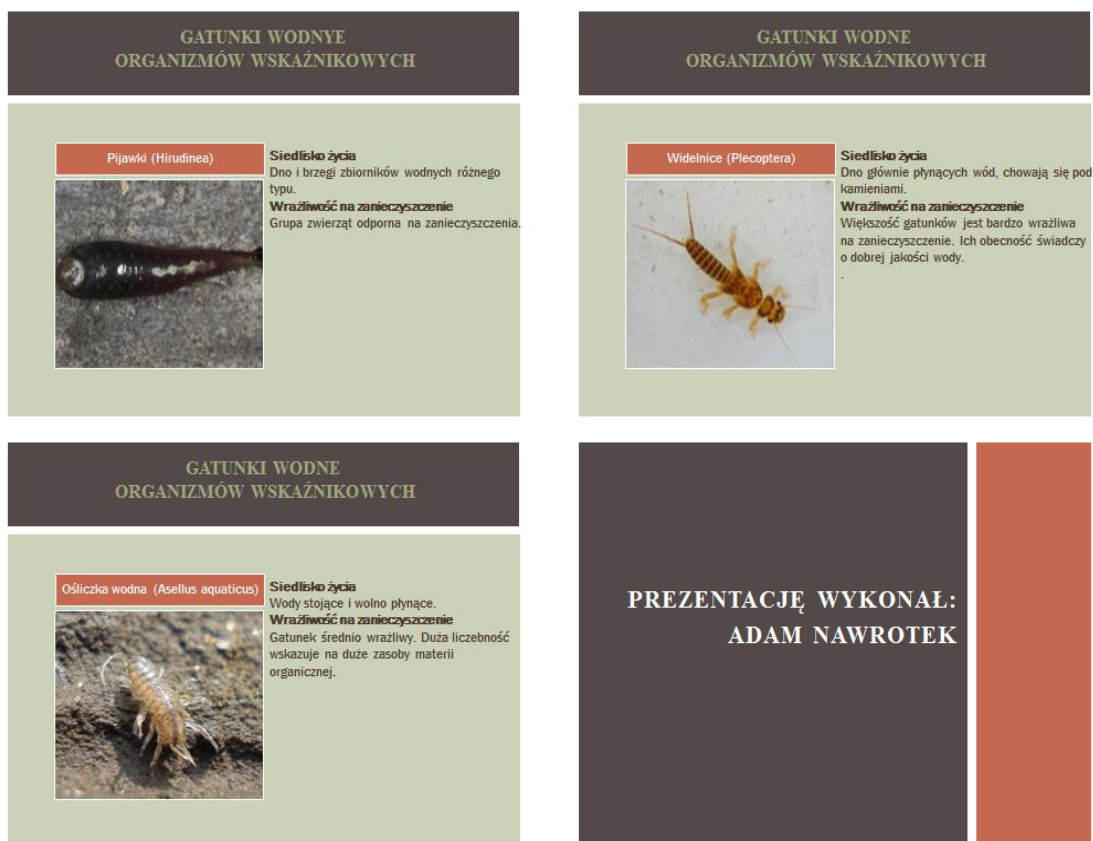 GATUNKI WODNYE
ORGANIZMÓW WSKAŹNIKOWYCH
Pijawki (Hirudinea)
Siedlisko życia
Dno i brzegi zbiorników wodnych różnego
typu.
Wrażliwość na zanieczyszczenie
Grupa zwierząt odporna na zanieczyszczenia.
GATUNKI WODNE
ORGANIZMÓW WSKAŹNIKOWYCH
Widelnice (Plecoptera)
Siedlisko życia
Dno głównie płynących wód, chowają się pod
kamieniami.
Wrażliwość na zanieczyszczenie
Większość gatunków jest bardzo wrażliwa
na zanieczyszczenie. Ich obecność świadczy
o dobrej jakości wody.
.
GATUNKI WODNE
ORGANIZMÓW WSKAŹNIKOWYCH
Ośliczka wodna (Asellus aquaticus)
Siedlisko życia
Wody stojące i wolno płynące.
Wrażliwość na zanieczyszczenie
Gatunek średnio wrażliwy. Duża liczebność
wskazuje na duże zasoby materii
organicznej.
PREZENTACJĘ WYKONAŁ:
ADAM NAWROTEK